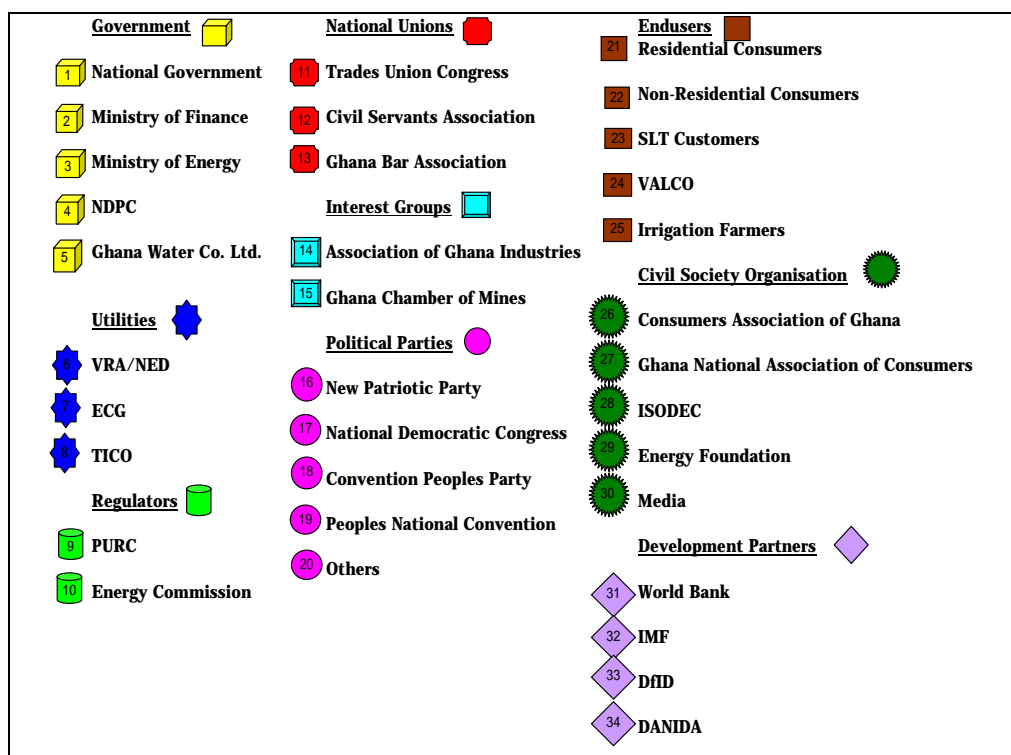 Government
1 National Government
2 Ministry of Finance
3 Ministry of Energy
4 NDPC
5 Ghana Water Co. Ltd.
Utilities
6 VRA/NED
7 ECG
8 TICO
Regulators
9 PURC
10 Energy Commission
National Unions
11 Trades Union Congress
12 Civil Servants Association
13 Ghana Bar Association
Interest Groups
14 Association of Ghana Industries
15 Ghana Chamber of Mines
Political Parties
16 New Patriotic Party
17 National Democratic Congress
18 Convention Peoples Party
19 Peoples National Convention
20 Others
Endusers
21 Residential Consumers
22 Non-Residential Consumers
23 SLT Customers
24 VALCO
25 Irrigation Farmers
Civil Society Organisation
26 Consumers Association of Ghana
27 Ghana National Association of Consumers
28 ISODEC
29 Energy Foundation
30 Media
Development Partners
31 World Bank
32 IMF
33 DfID
34 DANIDA